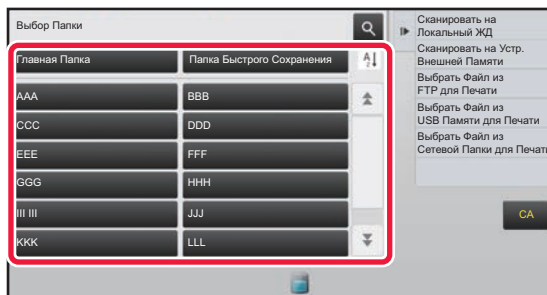 Выбор Папки
Главная Папка
Папка Быстрого Сохранения
AAA
BBB
CCC
DDD
EEE
FFF
GGG
HHH
III III
JJJ
KKK
LLL
Сканировать на
Локальный ЖД
Сканировать на Устр.
Внешней Памяти
Выбрать Файл из
FTP для Печати
Выбрать Файл из
USB Памяти для Печати
Выбрать Файл из
Сетевой Папки для Печати
CA